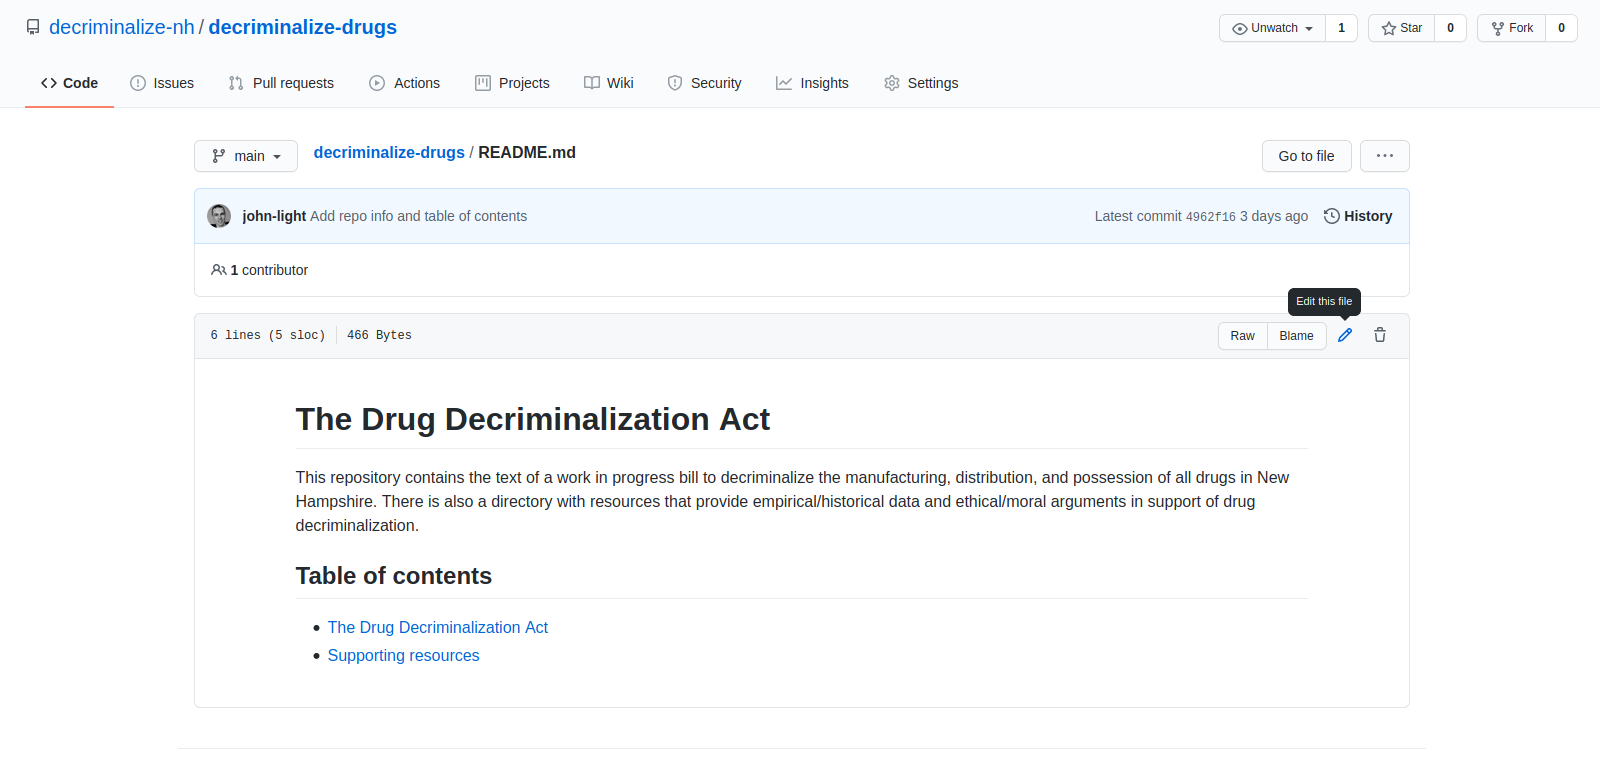 decriminalize-nh / decriminalize-drugs
Unwatch 1 Star 0 Fork 0
Code Issues Pull requests Actions Projects Wiki Security Insights Settings
main decriminalize-drugs / README.md Go to file
john-light Add repo info and table of contents Latest commit 4962f16 3 days ago History
1 contributor
Edit this file
6 lines (5 sloc) 466 Bytes Raw Blame
The Drug Decriminalization Act
This repository contains the text of a work in progress bill to decriminalize the manufacturing, distribution, and possession of all drugs in New
Hampshire. There is also a directory with resources that provide empirical/historical data and ethical/moral arguments in support of drug
decriminalization.
Table of contents
• The Drug Decriminalization Act
• Supporting resources